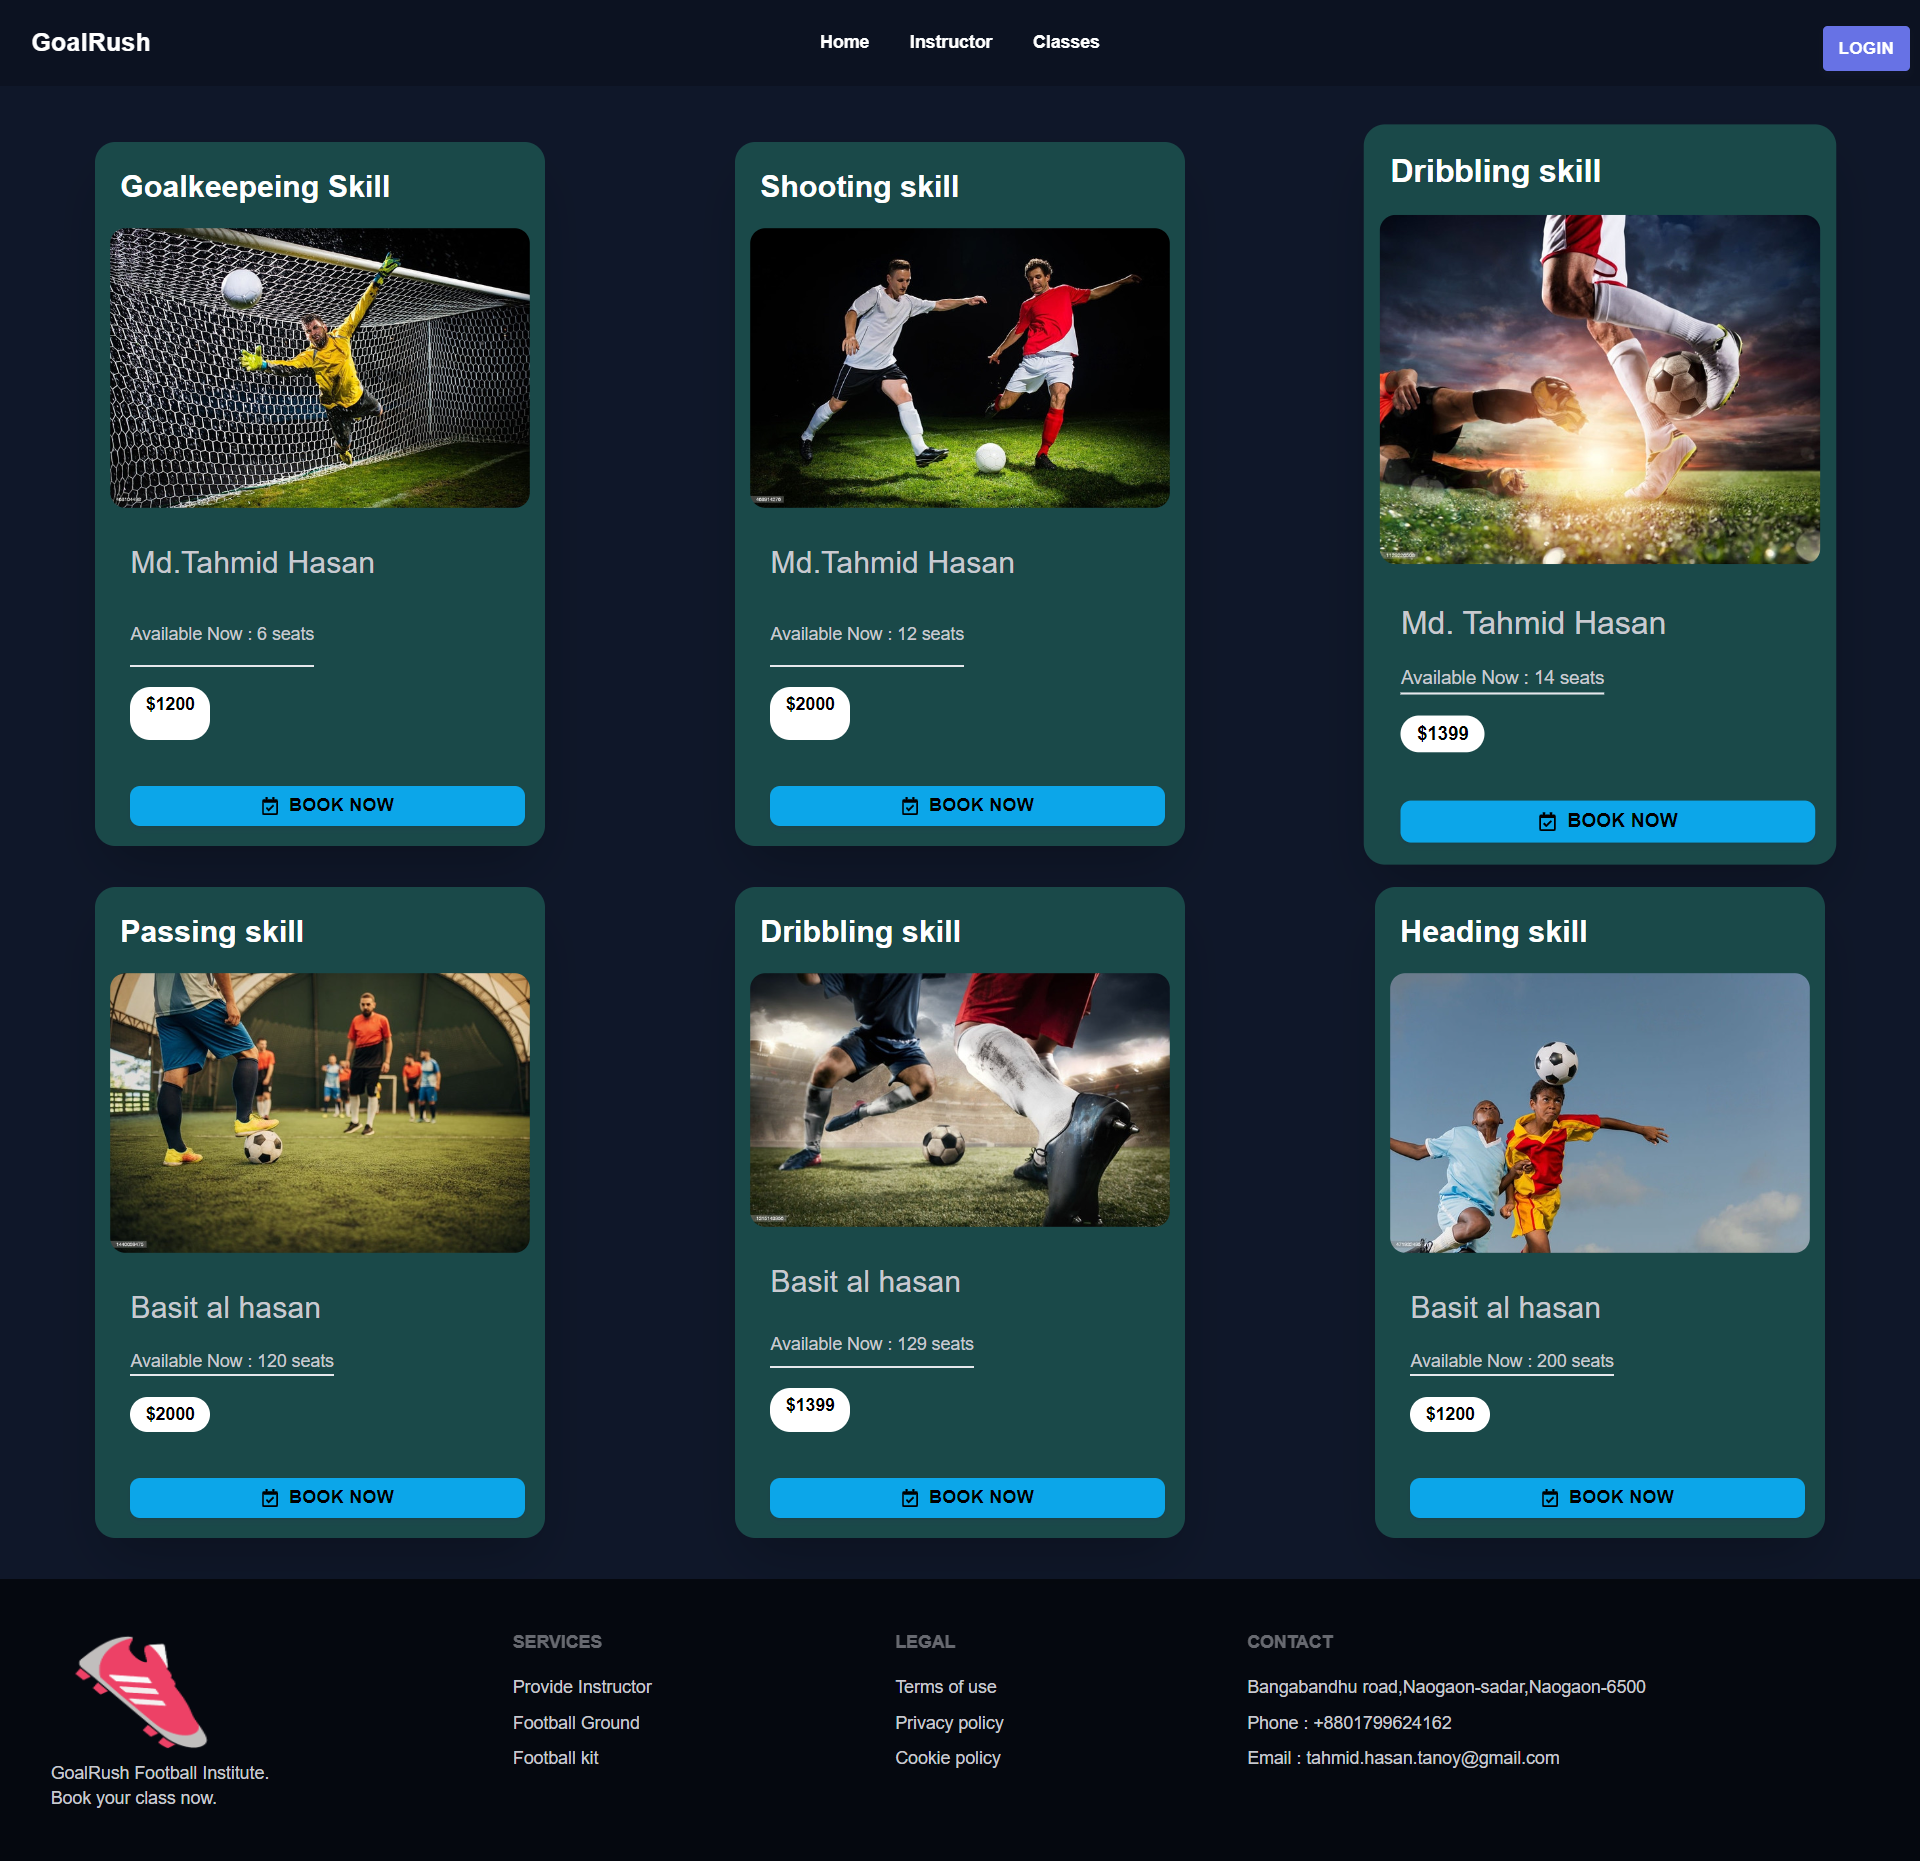 GoalRush
Home Instructor Classes
LOGIN
Goalkeepeing Skill
Md.Tahmid Hasan
Available Now : 6 seats
$1200
BOOK NOW
Shooting skill
Md.Tahmid Hasan
Available Now : 12 seats
$2000
BOOK NOW
Dribbling skill
Md. Tahmid Hasan
Available Now : 14 seats
$1399
BOOK NOW
Passing skill
Basit al hasan
Available Now : 120 seats
$2000
BOOK NOW
Dribbling skill
Basit al hasan
Available Now : 129 seats
$1399
BOOK NOW
Heading skill
Basit al hasan
Available Now : 200 seats
$1200
BOOK NOW
GoalRush Football Institute.
Book your class now.
SERVICES
Provide Instructor
Football Ground
Football kit
LEGAL
Terms of use
Privacy policy
Cookie policy
CONTACT
Bangabandhu road,Naogaon-sadar,Naogaon-6500
Phone : +8801799624162
Email : tahmid.hasan.tanoy@gmail.com